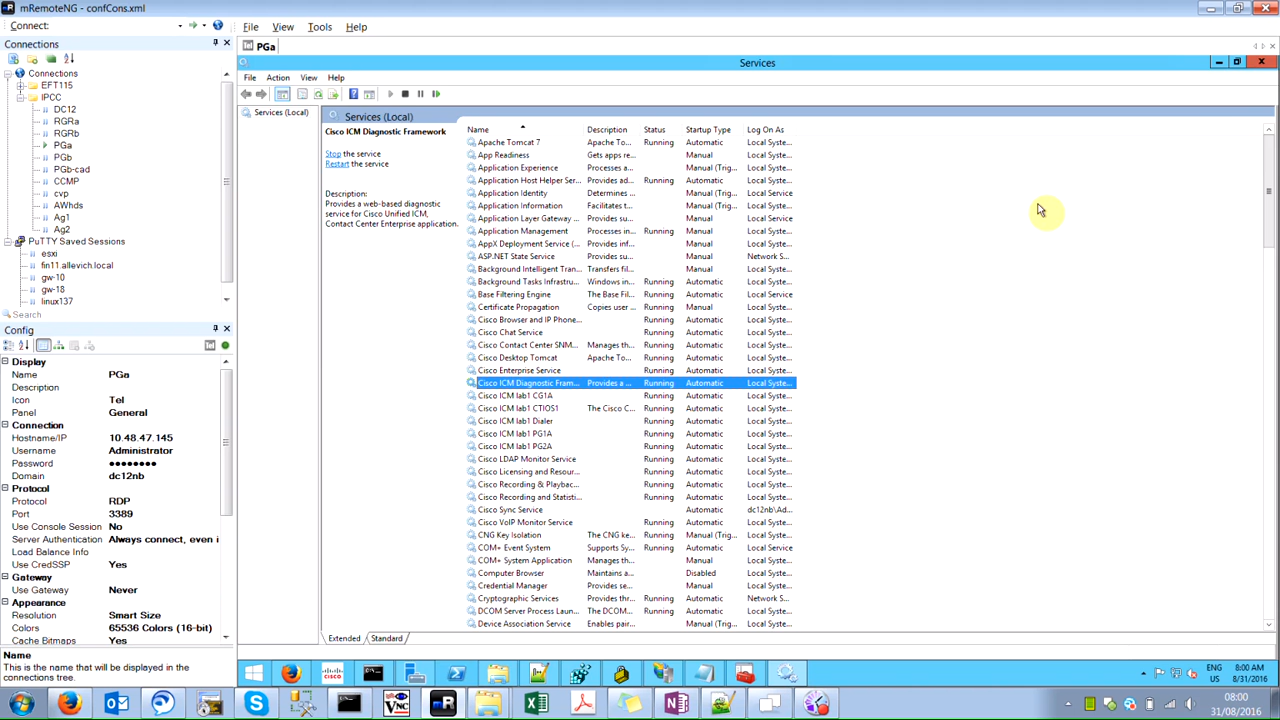 mRemoteNG - confCons.xml
Connect:
File View Tools Help
Connections
PGa
Services
File Action View Help
Connections
EFT115
IPCC
DC12
RGRa
RGRb
PGa
PGb
PGb-cad
CCMP
cvp
AWhds
Ag1
Ag2
PuTTY Saved Sessions
esxi
fin11.allevich.local
gw-10
gw-18
linux137
Search
Config
Display
Name PGa
Description
Icon Tel
Panel General
Connection
Hostname/IP 10.48.47.145
Username Administrator
Password ●●●●●●●●
Domain dc12nb
Protocol
Protocol RDP
Port 3389
Use Console Session No
Server Authentication Always connect, even i
Load Balance Info
Use CredSSP Yes
Gateway
Use Gateway Never
Appearance
Resolution Smart Size
Colors 65536 Colors (16-bit)
Cache Bitmaps Yes
Name
This is the name that will be displayed in the
connections tree.
Services (Local)
Services (Local)
Cisco ICM Diagnostic Framework
Stop the service
Restart the service
Description:
Provides a web-based diagnostic
service for Cisco Unified ICM,
Contact Center Enterprise application.
Name Description Status Startup Type Log On As
Apache Tomcat 7 Apache To... Running Automatic Local Syste...
App Readiness Gets apps re... Manual Local Syste...
Application Experience Processes a... Manual (Trig... Local Syste...
Application Host Helper Ser... Provides ad... Running Automatic Local Syste...
Application Identity Determines ... Manual (Trig... Local Service
Application Information Facilitates t... Manual (Trig... Local Syste...
Application Layer Gateway ... Provides su... Manual Local Service
Application Management Processes in... Running Manual Local Syste...
AppX Deployment Service (... Provides inf... Manual Local Syste...
ASP.NET State Service Provides su... Manual Network S...
Background Intelligent Tran... Transfers fil... Manual Local Syste...
Background Tasks Infrastru... Windows in... Running Automatic Local Syste...
Base Filtering Engine The Base Fil... Running Automatic Local Service
Certificate Propagation Copies user ... Running Manual Local Syste...
Cisco Browser and IP Phone... Running Automatic Local Syste...
Cisco Chat Service Running Automatic Local Syste...
Cisco Contact Center SNM... Manages th... Running Automatic Local Syste...
Cisco Desktop Tomcat Apache To... Running Automatic Local Syste...
Cisco Enterprise Service Running Automatic Local Syste...
Cisco ICM Diagnostic Fram... Provides a ... Running Automatic Local Syste...
Cisco ICM lab1 CG1A Running Automatic Local Syste...
Cisco ICM lab1 CTIOS1 The Cisco C... Running Automatic Local Syste...
Cisco ICM lab1 Dialer Running Automatic Local Syste...
Cisco ICM lab1 PG1A Running Automatic Local Syste...
Cisco ICM lab1 PG2A Running Automatic Local Syste...
Cisco LDAP Monitor Service Running Automatic Local Syste...
Cisco Licensing and Resour... Running Automatic Local Syste...
Cisco Recording & Playbac... Running Automatic Local Syste...
Cisco Recording and Statisti... Running Automatic Local Syste...
Cisco Sync Service Automatic dc12nb\Ad...
Cisco VoIP Monitor Service Running Automatic Local Syste...
CNG Key Isolation The CNG ke... Running Manual (Trig... Local Syste...
COM+ Event System Supports Sy... Running Automatic Local Service
COM+ System Application Manages th... Running Manual Local Syste...
Computer Browser Maintains a... Disabled Local Syste...
Credential Manager Provides se... Manual Local Syste...
Cryptographic Services Provides thr... Running Automatic Network S...
DCOM Server Process Laun... The DCOM... Running Automatic Local Syste...
Device Association Service Enables pair... Manual (Trig... Local Syste...
Extended Standard
ENG 8:00 AM
US 8/31/2016
08:00
31/08/2016